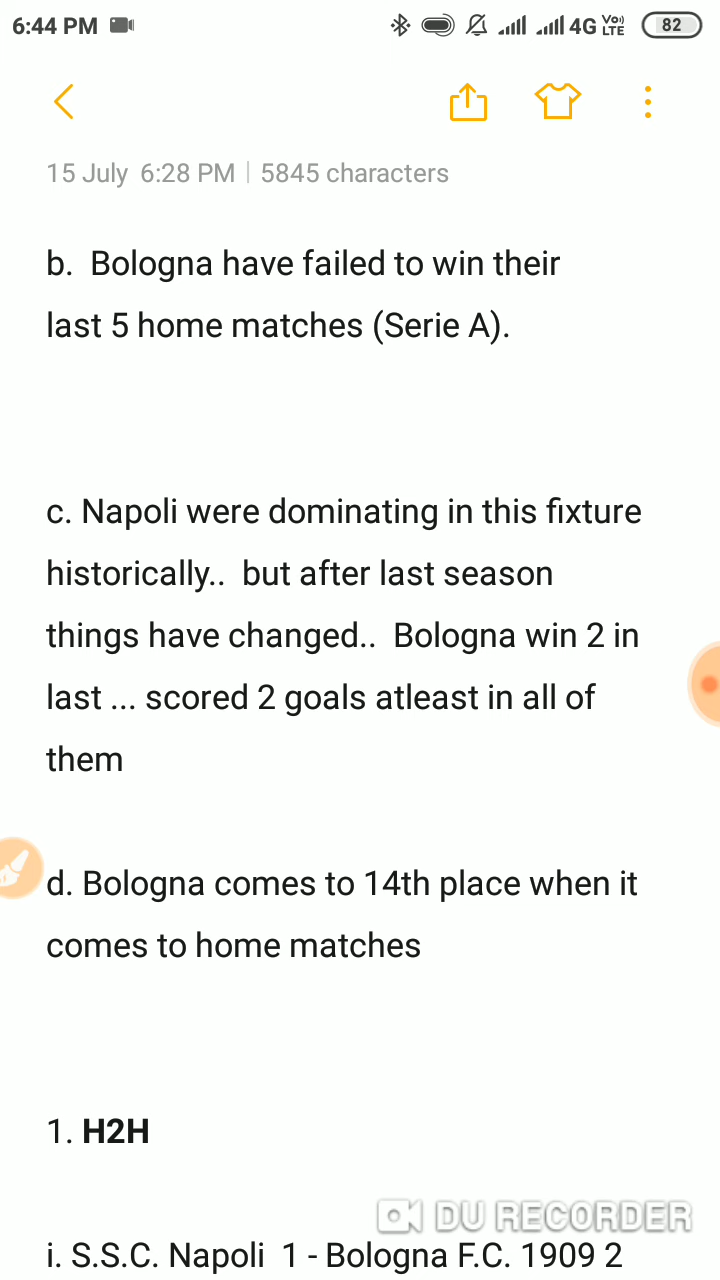 6:44 PM 4G Vo) LTE 82
15 July 6:28 PM | 5845 characters
b. Bologna have failed to win their
last 5 home matches (Serie A).
c. Napoli were dominating in this fixture
historically.. but after last season
things have changed.. Bologna win 2 in
last ... scored 2 goals atleast in all of
them
d. Bologna comes to 14th place when it
comes to home matches
1. H2H
DU RECORDER
i. S.S.C. Napoli 1 - Bologna F.C. 1909 2